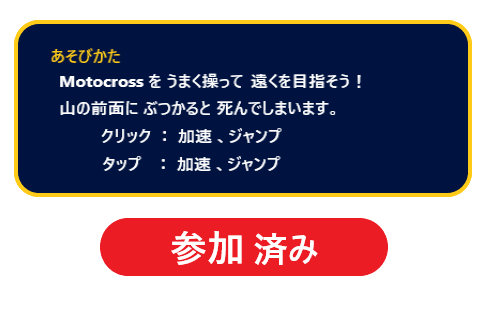 あそびかた
Motocross を うまく操って 遠くを目指そう！
山の前面に ぶつかると 死んでしまいます。
クリック ： 加速 、ジャンプ
タップ ： 加速 、ジャンプ
参加 済み